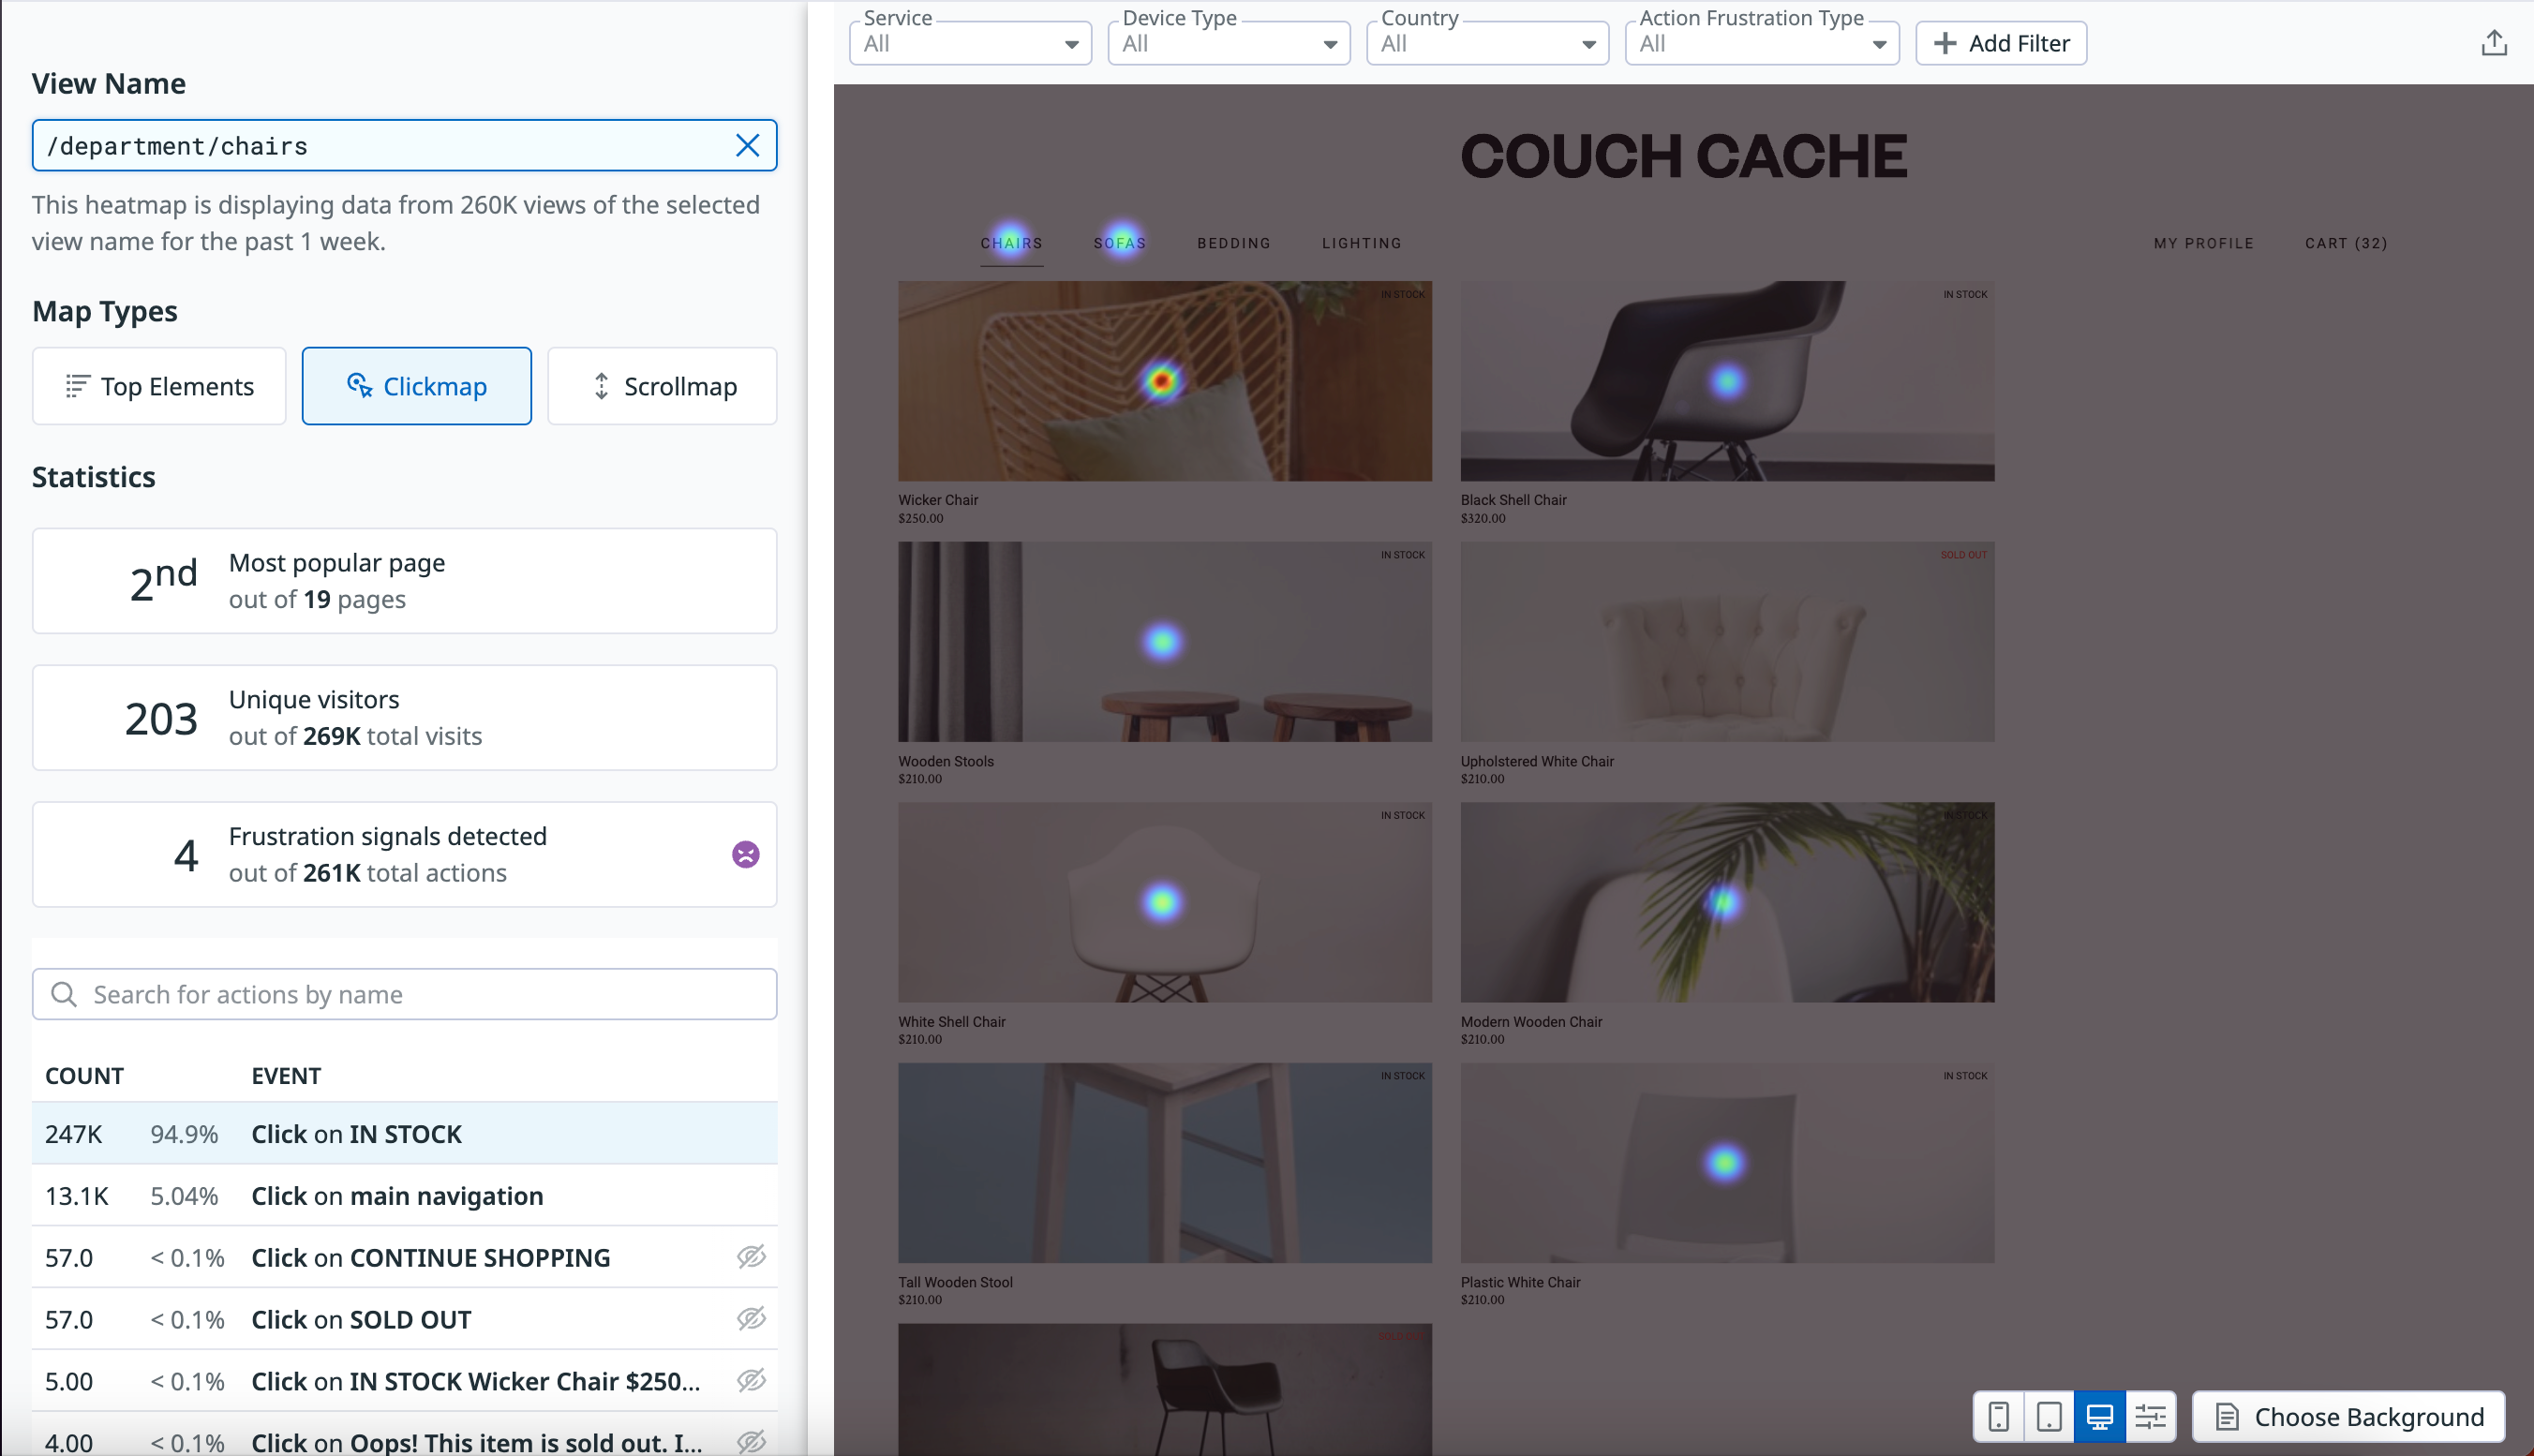 View Name
/department/chairs
This heatmap is displaying data from 260K views of the selected
view name for the past 1 week.
Map Types
Top Elements
Clickmap
Scrollmap
Statistics
2nd
Most popular page
out of 19 pages
203
Unique visitors
out of 269K total visits
4
Frustration signals detected
out of 261K total actions
Search for actions by name
COUNT EVENT
247K 94.9% Click on IN STOCK
13.1K 5.04% Click on main navigation
57.0 < 0.1% Click on CONTINUE SHOPPING
57.0 < 0.1% Click on SOLD OUT
5.00 < 0.1% Click on IN STOCK Wicker Chair $250...
4.00 < 0.1% Click on Oops! This item is sold out. I...
Service
All
Device Type
All
Country
All
Action Frustration Type
All
Add Filter
COUCH CACHE
CHAIRS SOFAS BEDDING LIGHTING MY PROFILE CART (32)
IN STOCK
Wicker Chair
$250.00
IN STOCK
Black Shell Chair
$320.00
IN STOCK
Wooden Stools
$210.00
SOLD OUT
Upholstered White Chair
$210.00
IN STOCK
White Shell Chair
$210.00
IN STOCK
Modern Wooden Chair
$210.00
IN STOCK
Tall Wooden Stool
$210.00
IN STOCK
Plastic White Chair
$210.00
SOLD OUT
Choose Background